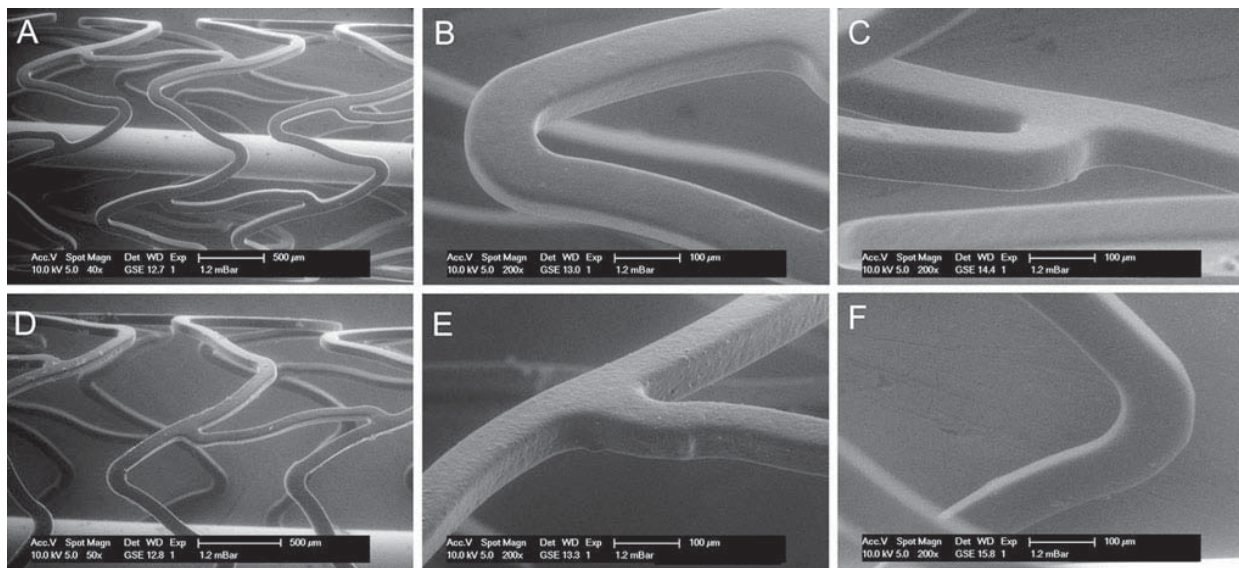 A
Acc.V Spot Magn Det WD Exp 500 µm
10.0 kV 5.0 40x GSE 12.7 1 1.2 mBar
B
Acc.V Spot Magn Det WD Exp 100 µm
10.0 kV 5.0 200x GSE 13.0 1 1.2 mBar
C
Acc.V Spot Magn Det WD Exp 100 µm
10.0 kV 5.0 200x GSE 14.4 1 1.2 mBar
D
Acc.V Spot Magn Det WD Exp 500 µm
10.0 kV 5.0 50x GSE 12.8 1 1.2 mBar
E
Acc.V Spot Magn Det WD Exp 100 µm
10.0 kV 5.0 200x GSE 13.3 1 1.2 mBar
F
Acc.V Spot Magn Det WD Exp 100 µm
10.0 kV 5.0 200x GSE 15.8 1 1.2 mBar